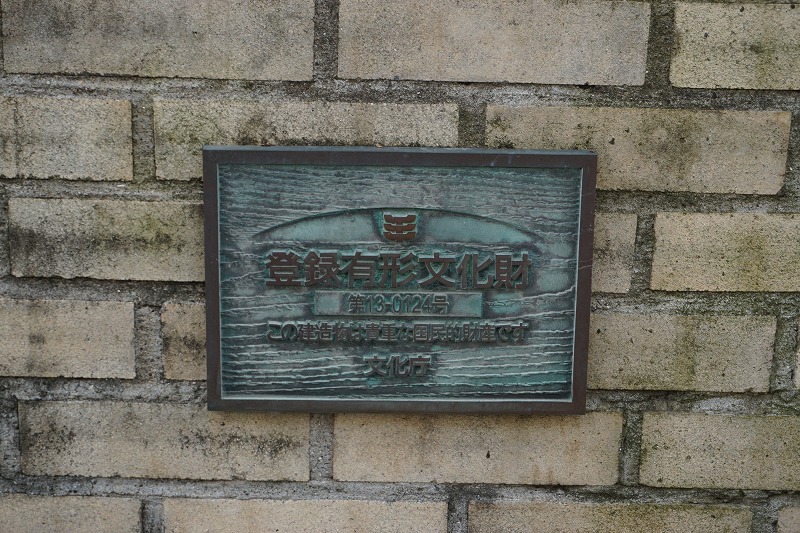 登録有形文化財
第13-0124号
この建造物は貴重な国民的財産です
文化庁